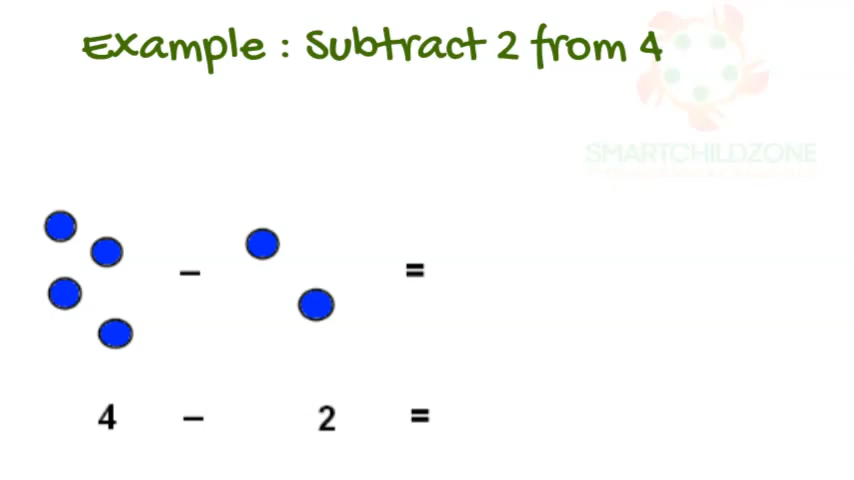 Example : Subtract 2 from 4
SMARTCHILDZONE
– =
4 – 2 =